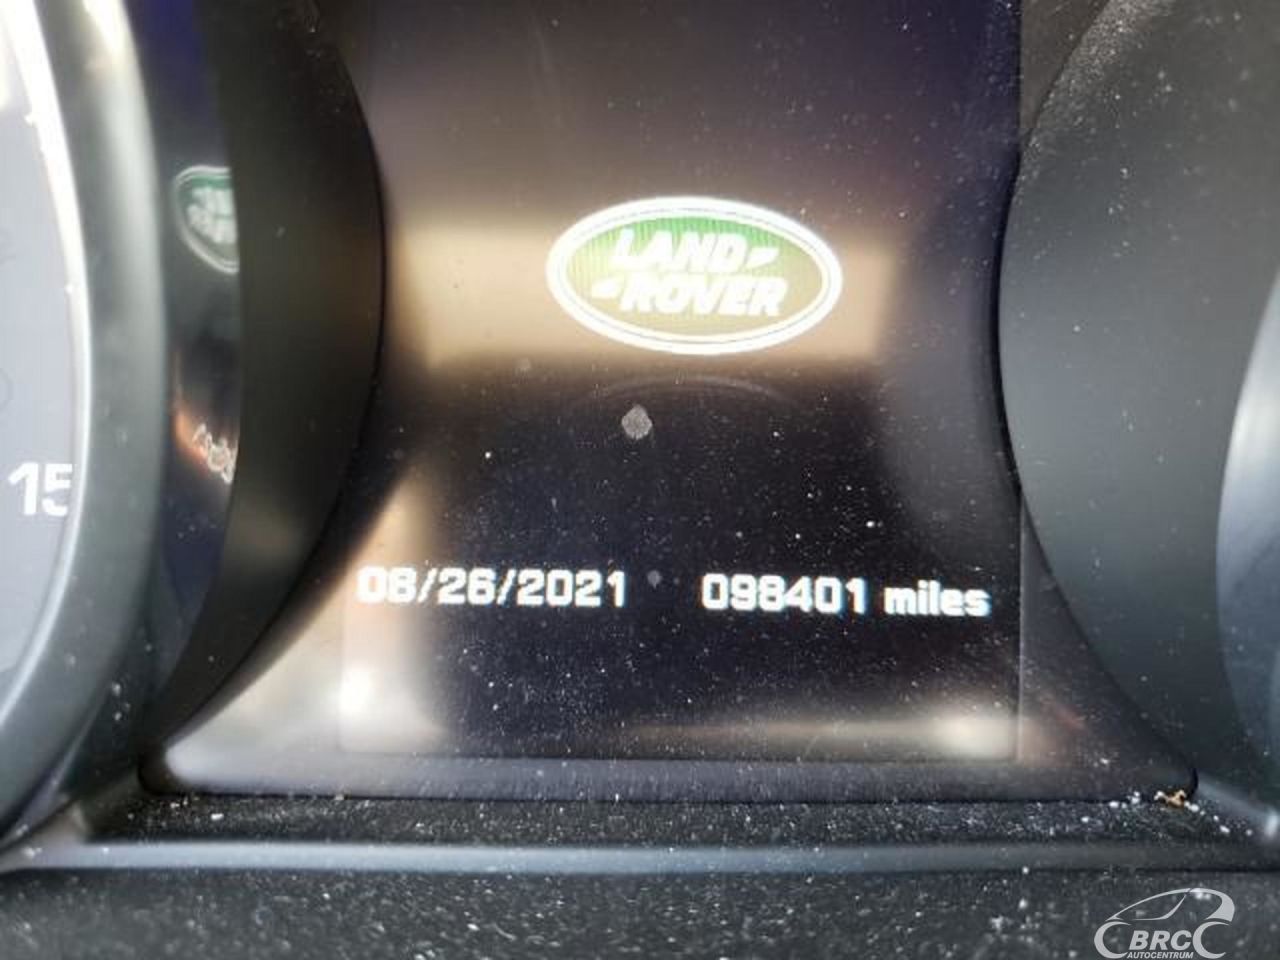 LAND
ROVER
15
08/26/2021 098401 miles
BRC
AUTOCENTRUM